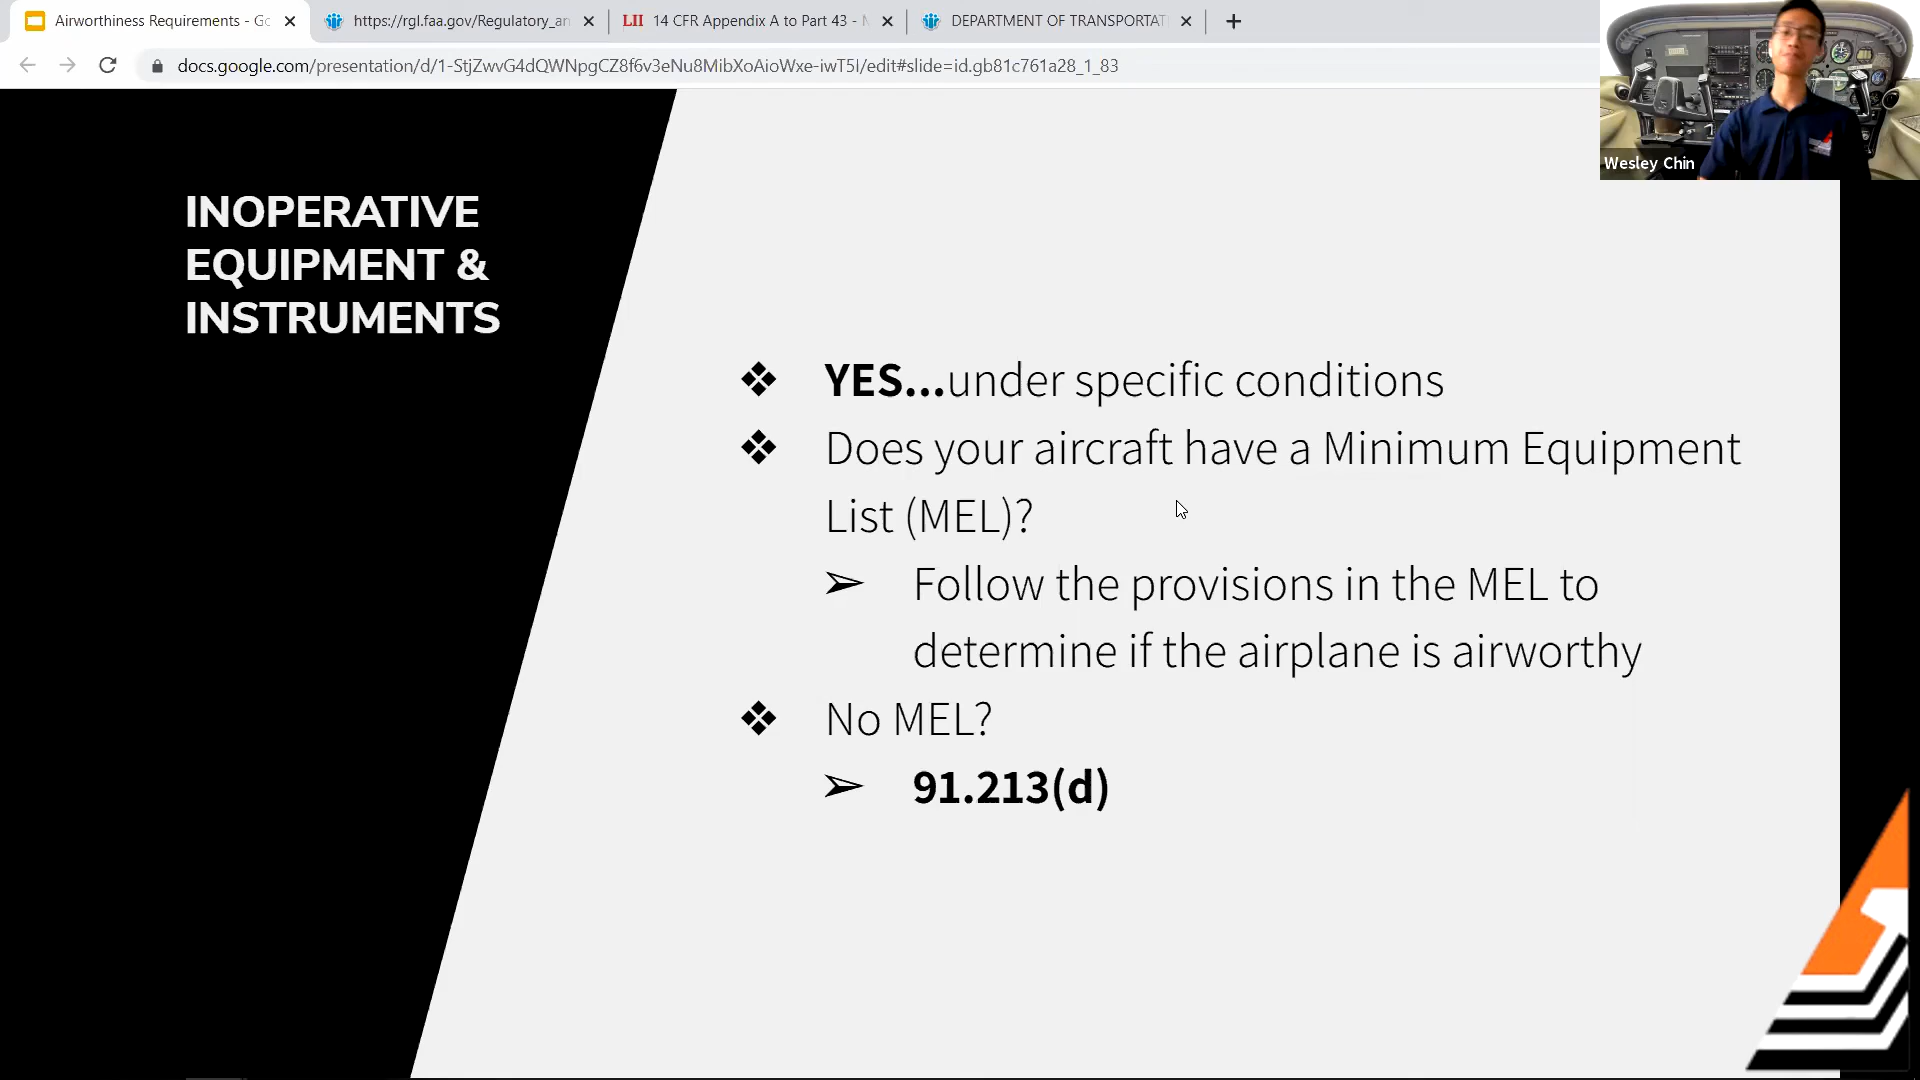 Airworthiness Requirements - Go
https://rgl.faa.gov/Regulatory_an
LII 14 CFR Appendix A to Part 43 - M
DEPARTMENT OF TRANSPORTAT
docs.google.com/presentation/d/1-StjZwvG4dQWNpgCZ8f6v3eNu8MibXoAioWxe-iwT5I/edit#slide=id.gb81c761a28_1_83
Wesley Chin
INOPERATIVE
EQUIPMENT &
INSTRUMENTS
❖ YES...under specific conditions
❖ Does your aircraft have a Minimum Equipment
List (MEL)?
➢ Follow the provisions in the MEL to
determine if the airplane is airworthy
❖ No MEL?
➢ 91.213(d)